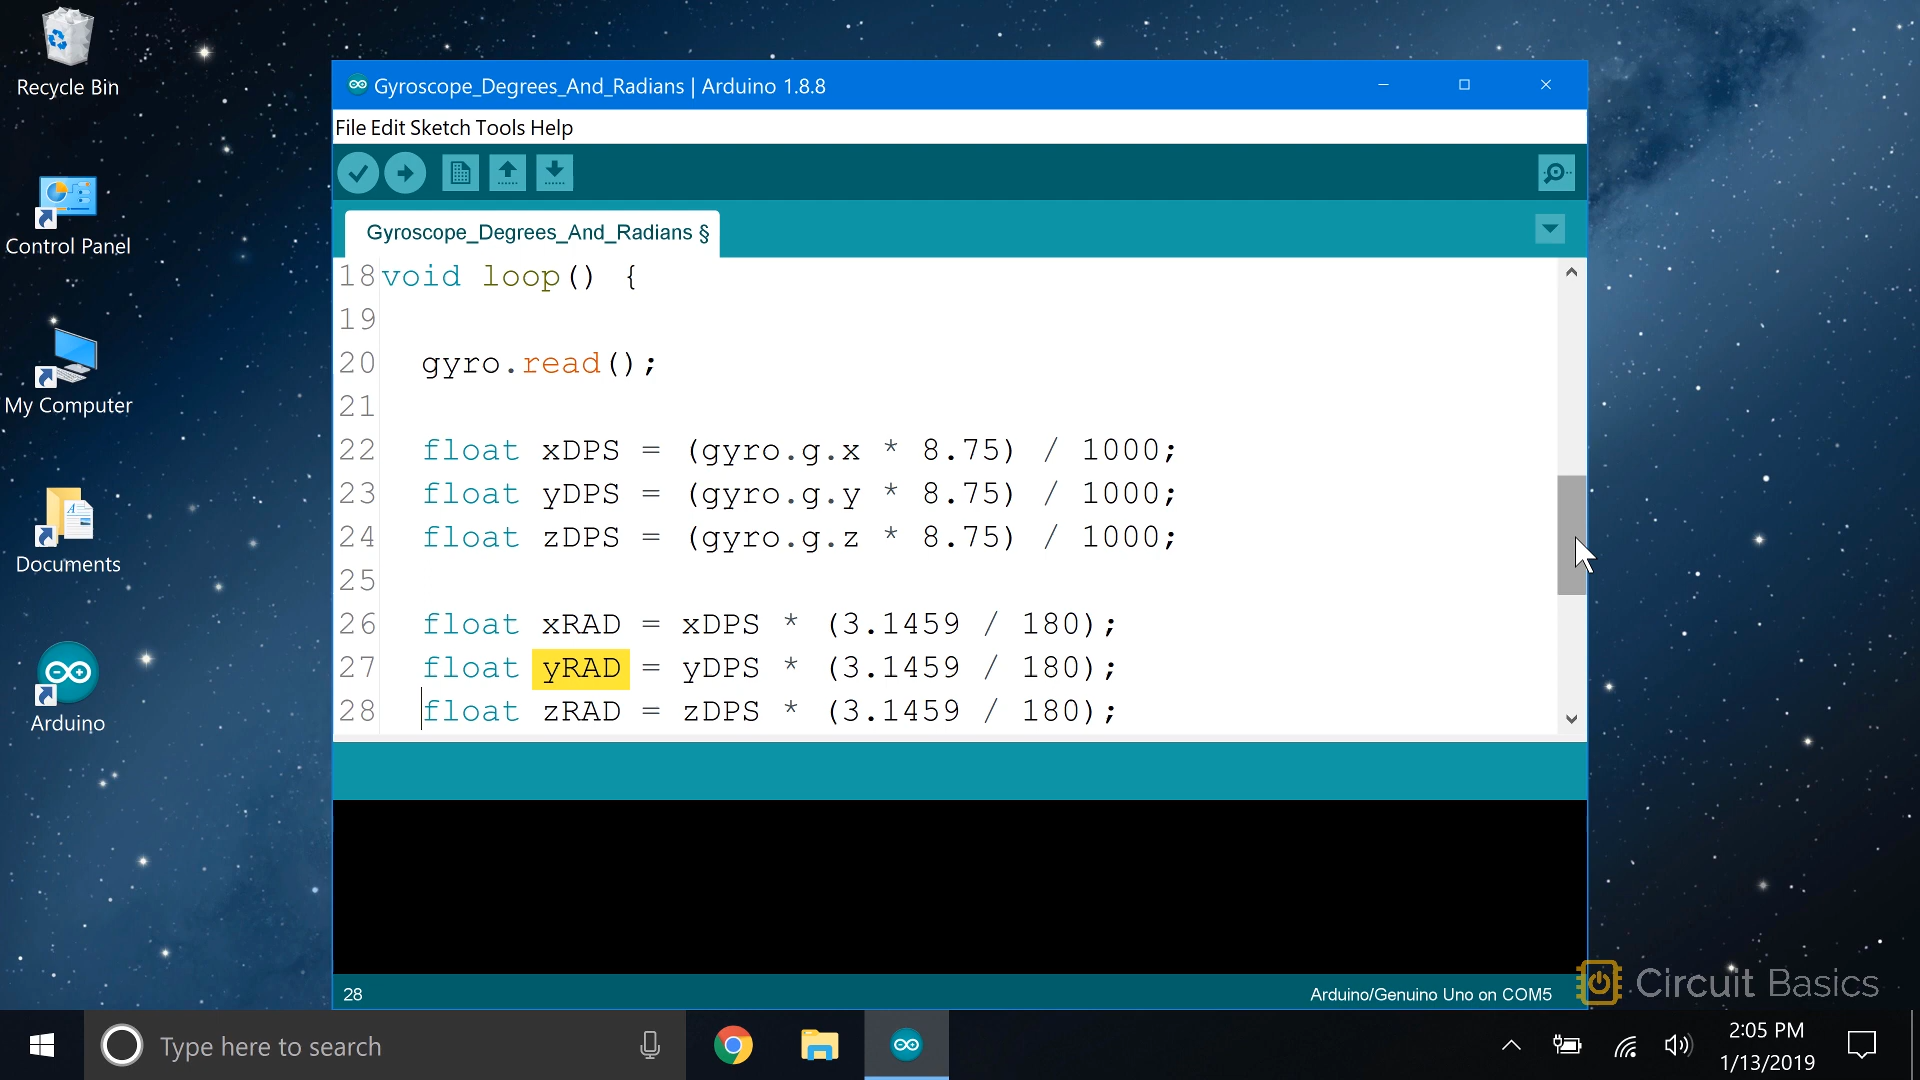 Recycle Bin
Control Panel
My Computer
Documents
Arduino
Gyroscope_Degrees_And_Radians | Arduino 1.8.8
File Edit Sketch Tools Help
Gyroscope_Degrees_And_Radians §
18 void loop() {
19
20 gyro.read();
21
22 float xDPS = (gyro.g.x * 8.75) / 1000;
23 float yDPS = (gyro.g.y * 8.75) / 1000;
24 float zDPS = (gyro.g.z * 8.75) / 1000;
25
26 float xRAD = xDPS * (3.1459 / 180);
27 float yRAD = yDPS * (3.1459 / 180);
28 float zRAD = zDPS * (3.1459 / 180);
28
Arduino/Genuino Uno on COM5
Circuit Basics
Type here to search
2:05 PM
1/13/2019